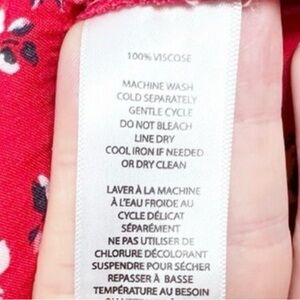 100% VISCOSE
MACHINE WASH
COLD SEPARATELY
GENTLE CYCLE
DO NOT BLEACH
LINE DRY
COOL IRON IF NEEDED
OR DRY CLEAN
LAVER À LA MACHINE
À L'EAU FROIDE AU
CYCLE DÉLICAT
SÉPARÉMENT
NE PAS UTILISER DE
CHLORURE DÉCOLORANT
SUSPENDRE POUR SÉCHER
REPASSER À BASSE
TEMPÉRATURE AU BESOIN